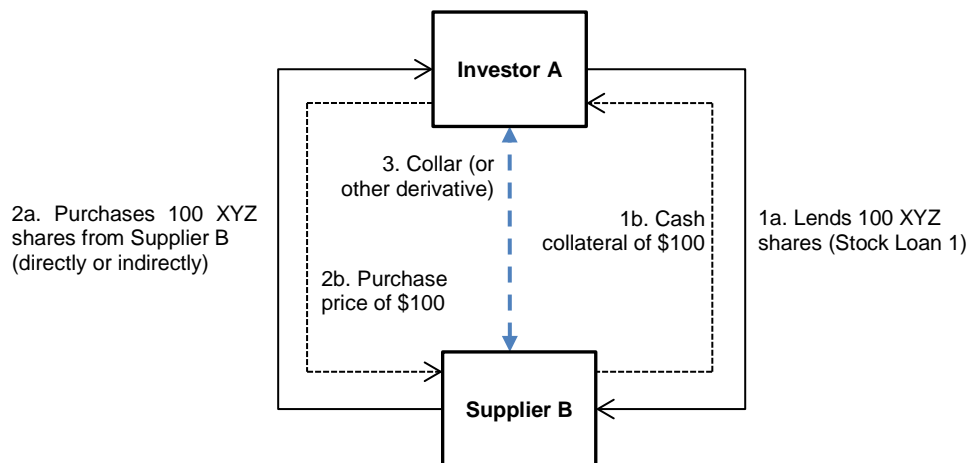 Investor A
3. Collar (or
other derivative)
2a. Purchases 100 XYZ
shares from Supplier B
(directly or indirectly)
2b. Purchase
price of $100
1b. Cash
collateral of $100
1a. Lends 100 XYZ
shares (Stock Loan 1)
Supplier B